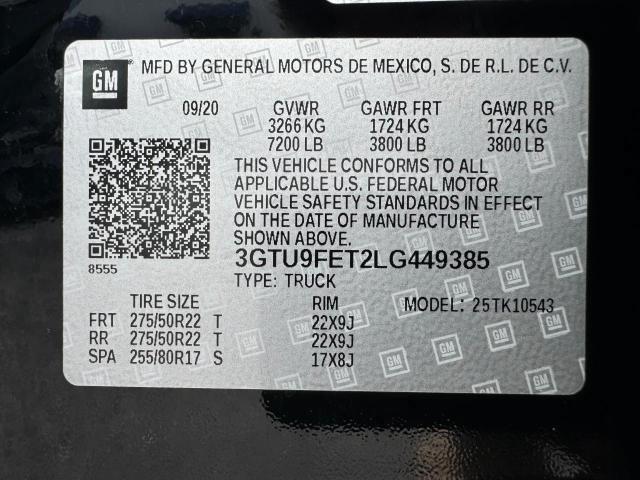 GM MFD BY GENERAL MOTORS DE MEXICO, S. DE R.L. DE C.V.
09/20 GVWR GAWR FRT GAWR RR
3266 KG 1724 KG 1724 KG
7200 LB 3800 LB 3800 LB
THIS VEHICLE CONFORMS TO ALL
APPLICABLE U.S. FEDERAL MOTOR
VEHICLE SAFETY STANDARDS IN EFFECT
ON THE DATE OF MANUFACTURE
SHOWN ABOVE.
8555
3GTU9FET2LG449385
TYPE: TRUCK
TIRE SIZE RIM MODEL: 25TK10543
FRT 275/50R22 T 22X9J
RR 275/50R22 T 22X9J
SPA 255/80R17 S 17X8J